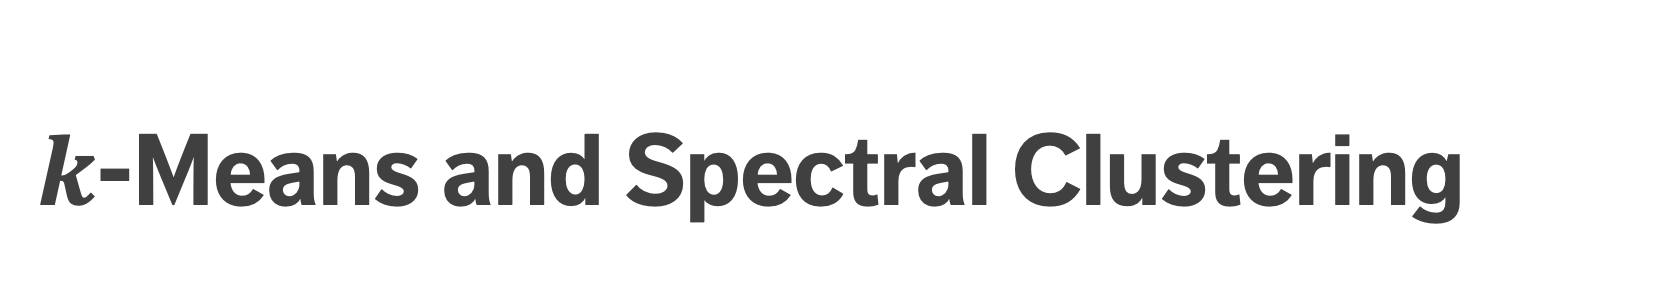 k-Means and Spectral Clustering